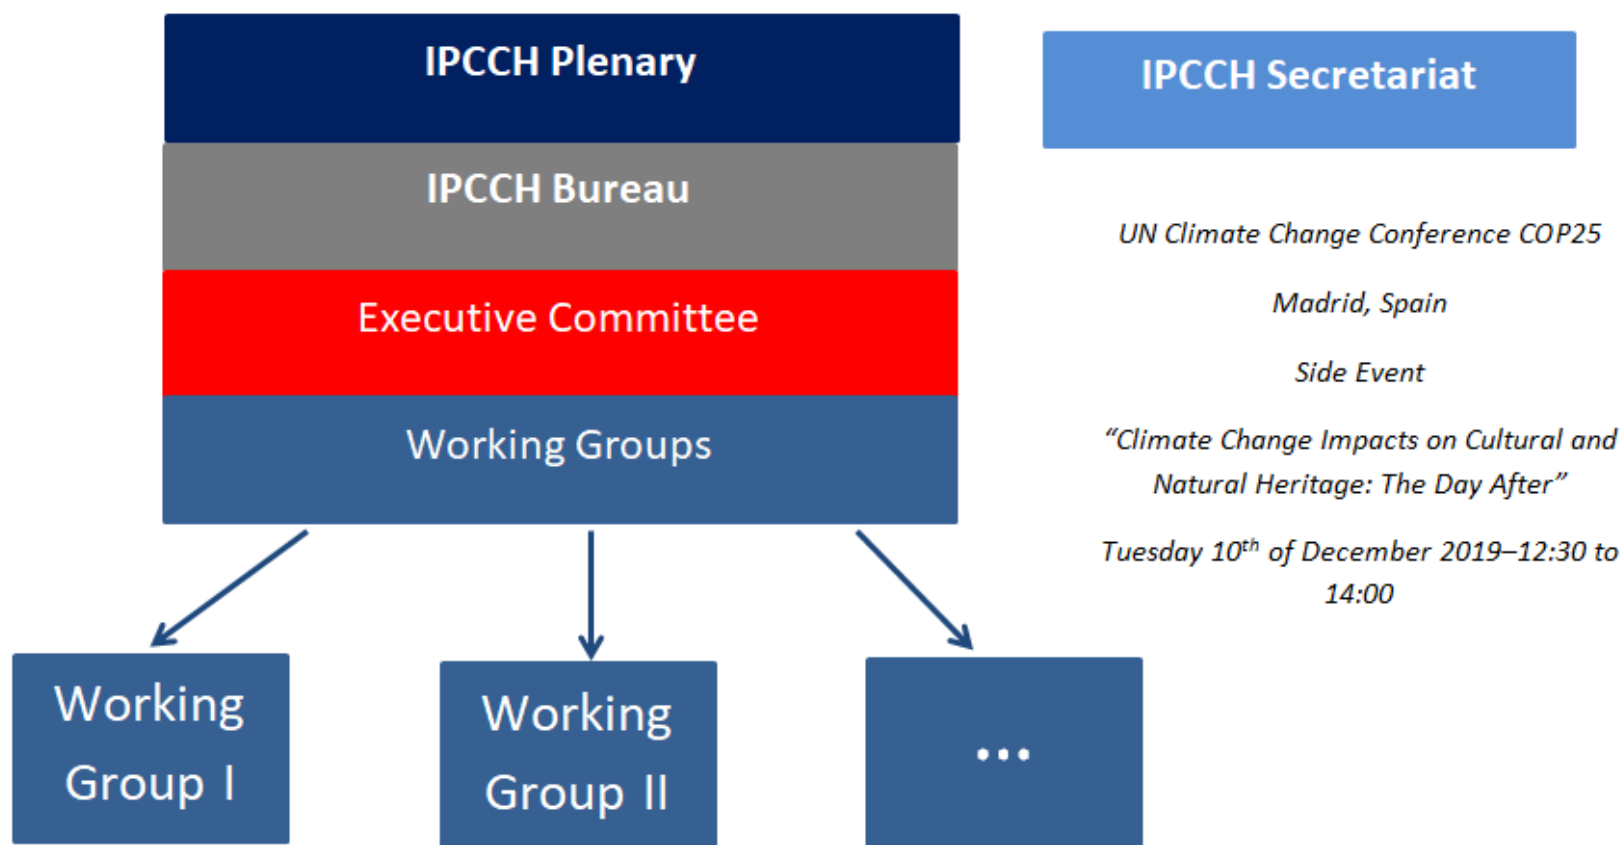 IPCCH Plenary
IPCCH Bureau
Executive Committee
Working Groups
Working
Group I
Working
Group II
...
IPCCH Secretariat
UN Climate Change Conference COP25
Madrid, Spain
Side Event
“Climate Change Impacts on Cultural and
Natural Heritage: The Day After”
Tuesday 10th of December 2019–12:30 to
14:00